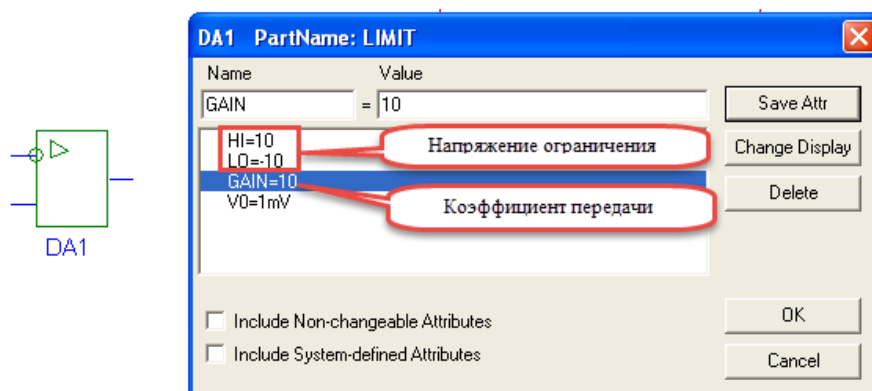 DA1 PartName: LIMIT
Name Value
GAIN = 10
Save Attr
HI=10
LO=-10
Напряжение ограничения
Change Display
GAIN=10
V0=1mV
Коэффициент передачи
Delete
DA1
Include Non-changeable Attributes
OK
Include System-defined Attributes
Cancel